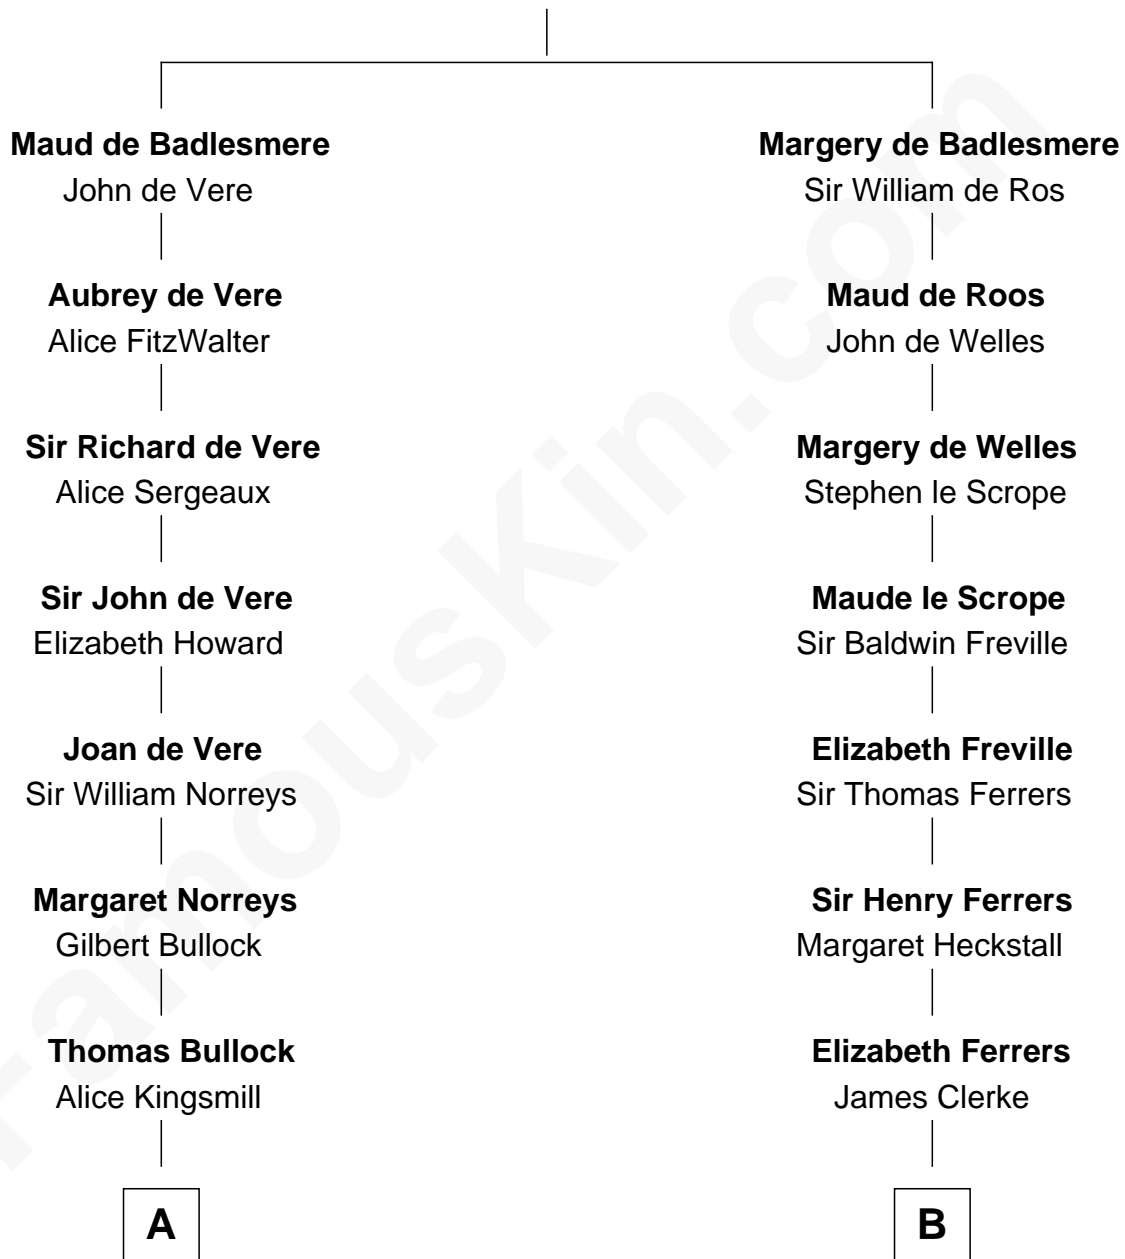 Maud de Badlesmere
John de Vere
Margery de Badlesmere
Sir William de Ros
Aubrey de Vere
Alice FitzWalter
Maud de Roos
John de Welles
Sir Richard de Vere
Alice Sergeaux
Margery de Welles
Stephen le Scrope
Sir John de Vere
Elizabeth Howard
Maude le Scrope
Sir Baldwin Freville
Joan de Vere
Sir William Norreys
Elizabeth Freville
Sir Thomas Ferrers
Margaret Norreys
Gilbert Bullock
Sir Henry Ferrers
Margaret Heckstall
Thomas Bullock
Alice Kingsmill
Elizabeth Ferrers
James Clerke
A
B
FamousKin.com